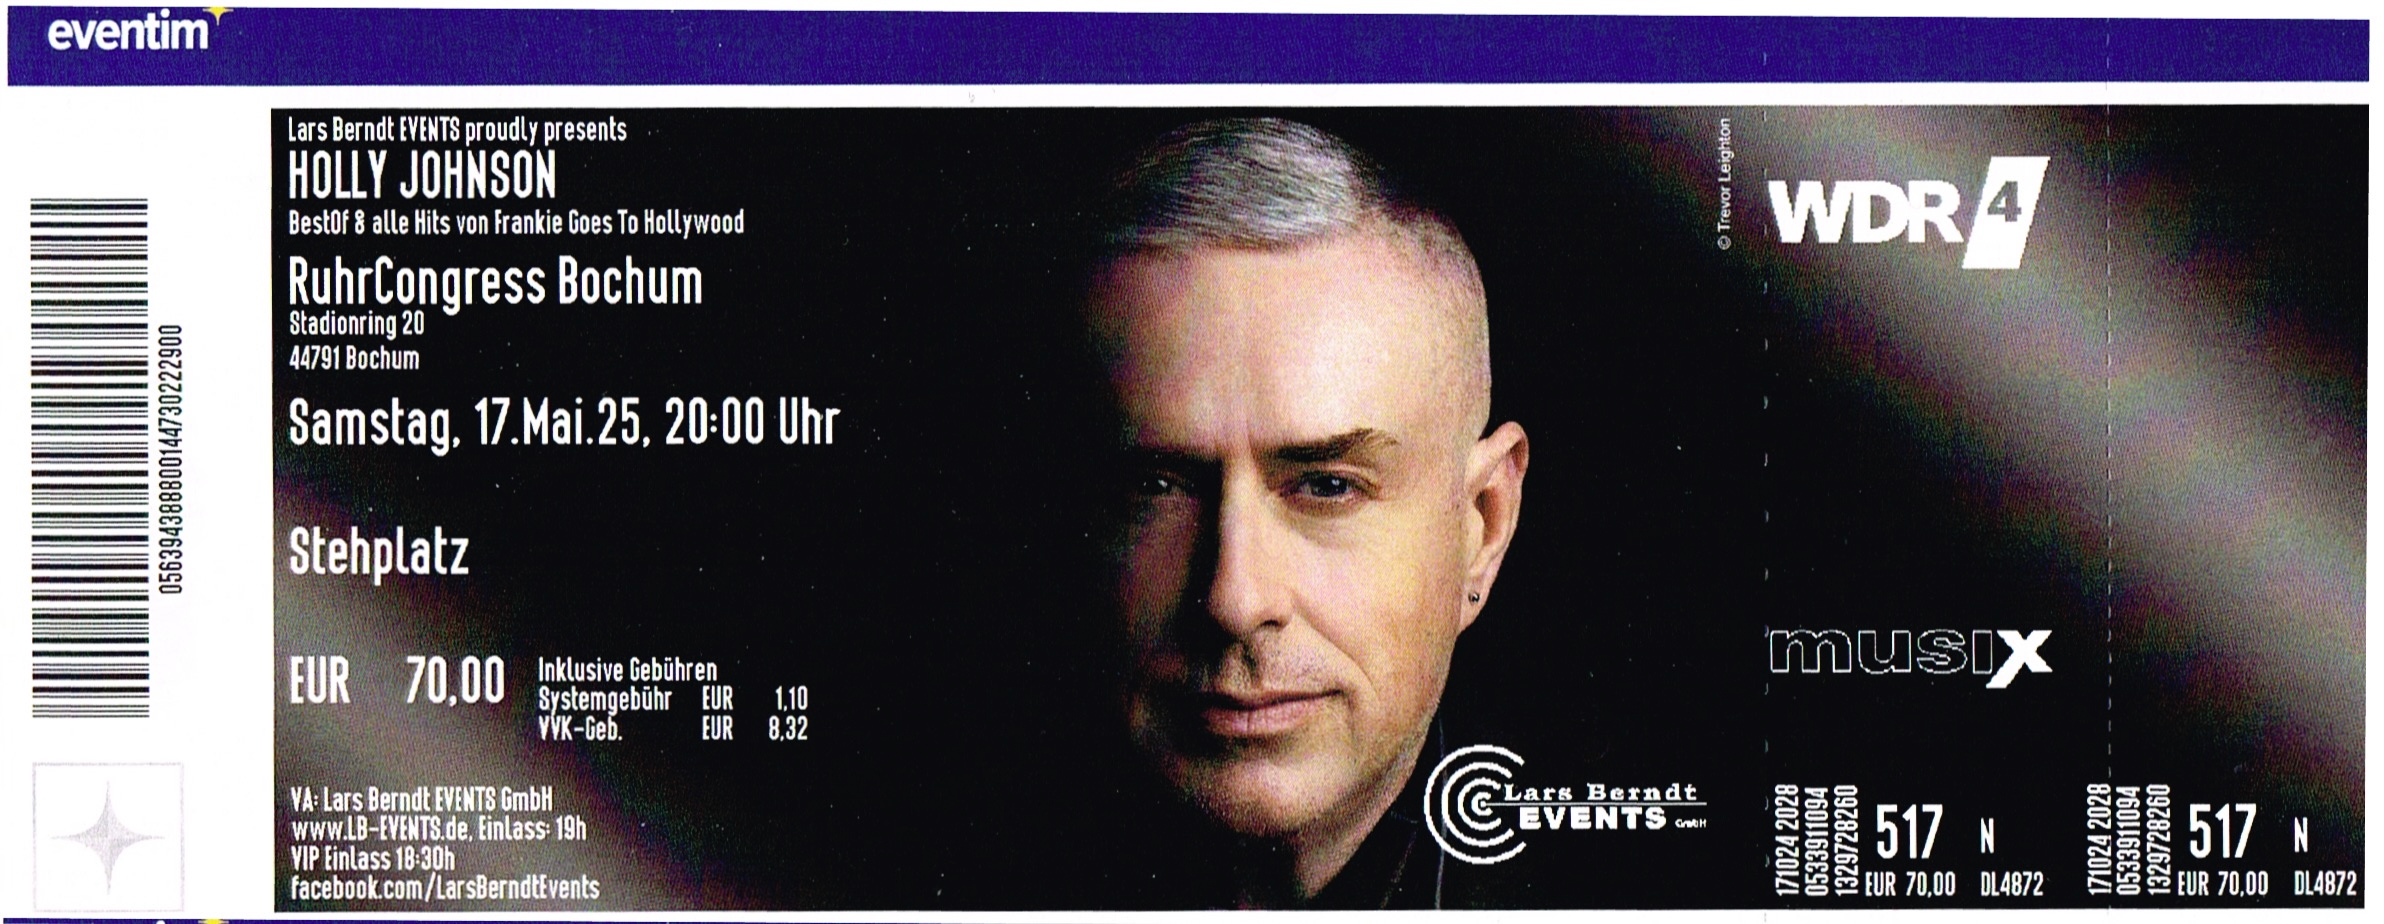 eventim
Lars Berndt EVENTS proudly presents
HOLLY JOHNSON
BestOf & alle Hits von Frankie Goes To Hollywood
RuhrCongress Bochum
Stadionring 20
44791 Bochum
Samstag, 17.Mai.25, 20:00 Uhr
Stehplatz
EUR 70,00
Inklusive Gebühren
Systemgebühr EUR 1,10
VVK-Geb. EUR 8,32
VA: Lars Berndt EVENTS GmbH
www.LB-EVENTS.de, Einlass: 19h
VIP Einlass 18:30h
facebook.com/LarsBerndtEvents
© Trevor Leighton
Lars Berndt
EVENTS GmbH
WDR 4
musix
171024 2028
0533911094
1329728260
517 N
EUR 70,00 DL4872
171024 2028
0533911094
1329728260
517 N
EUR 70,00 DL4872